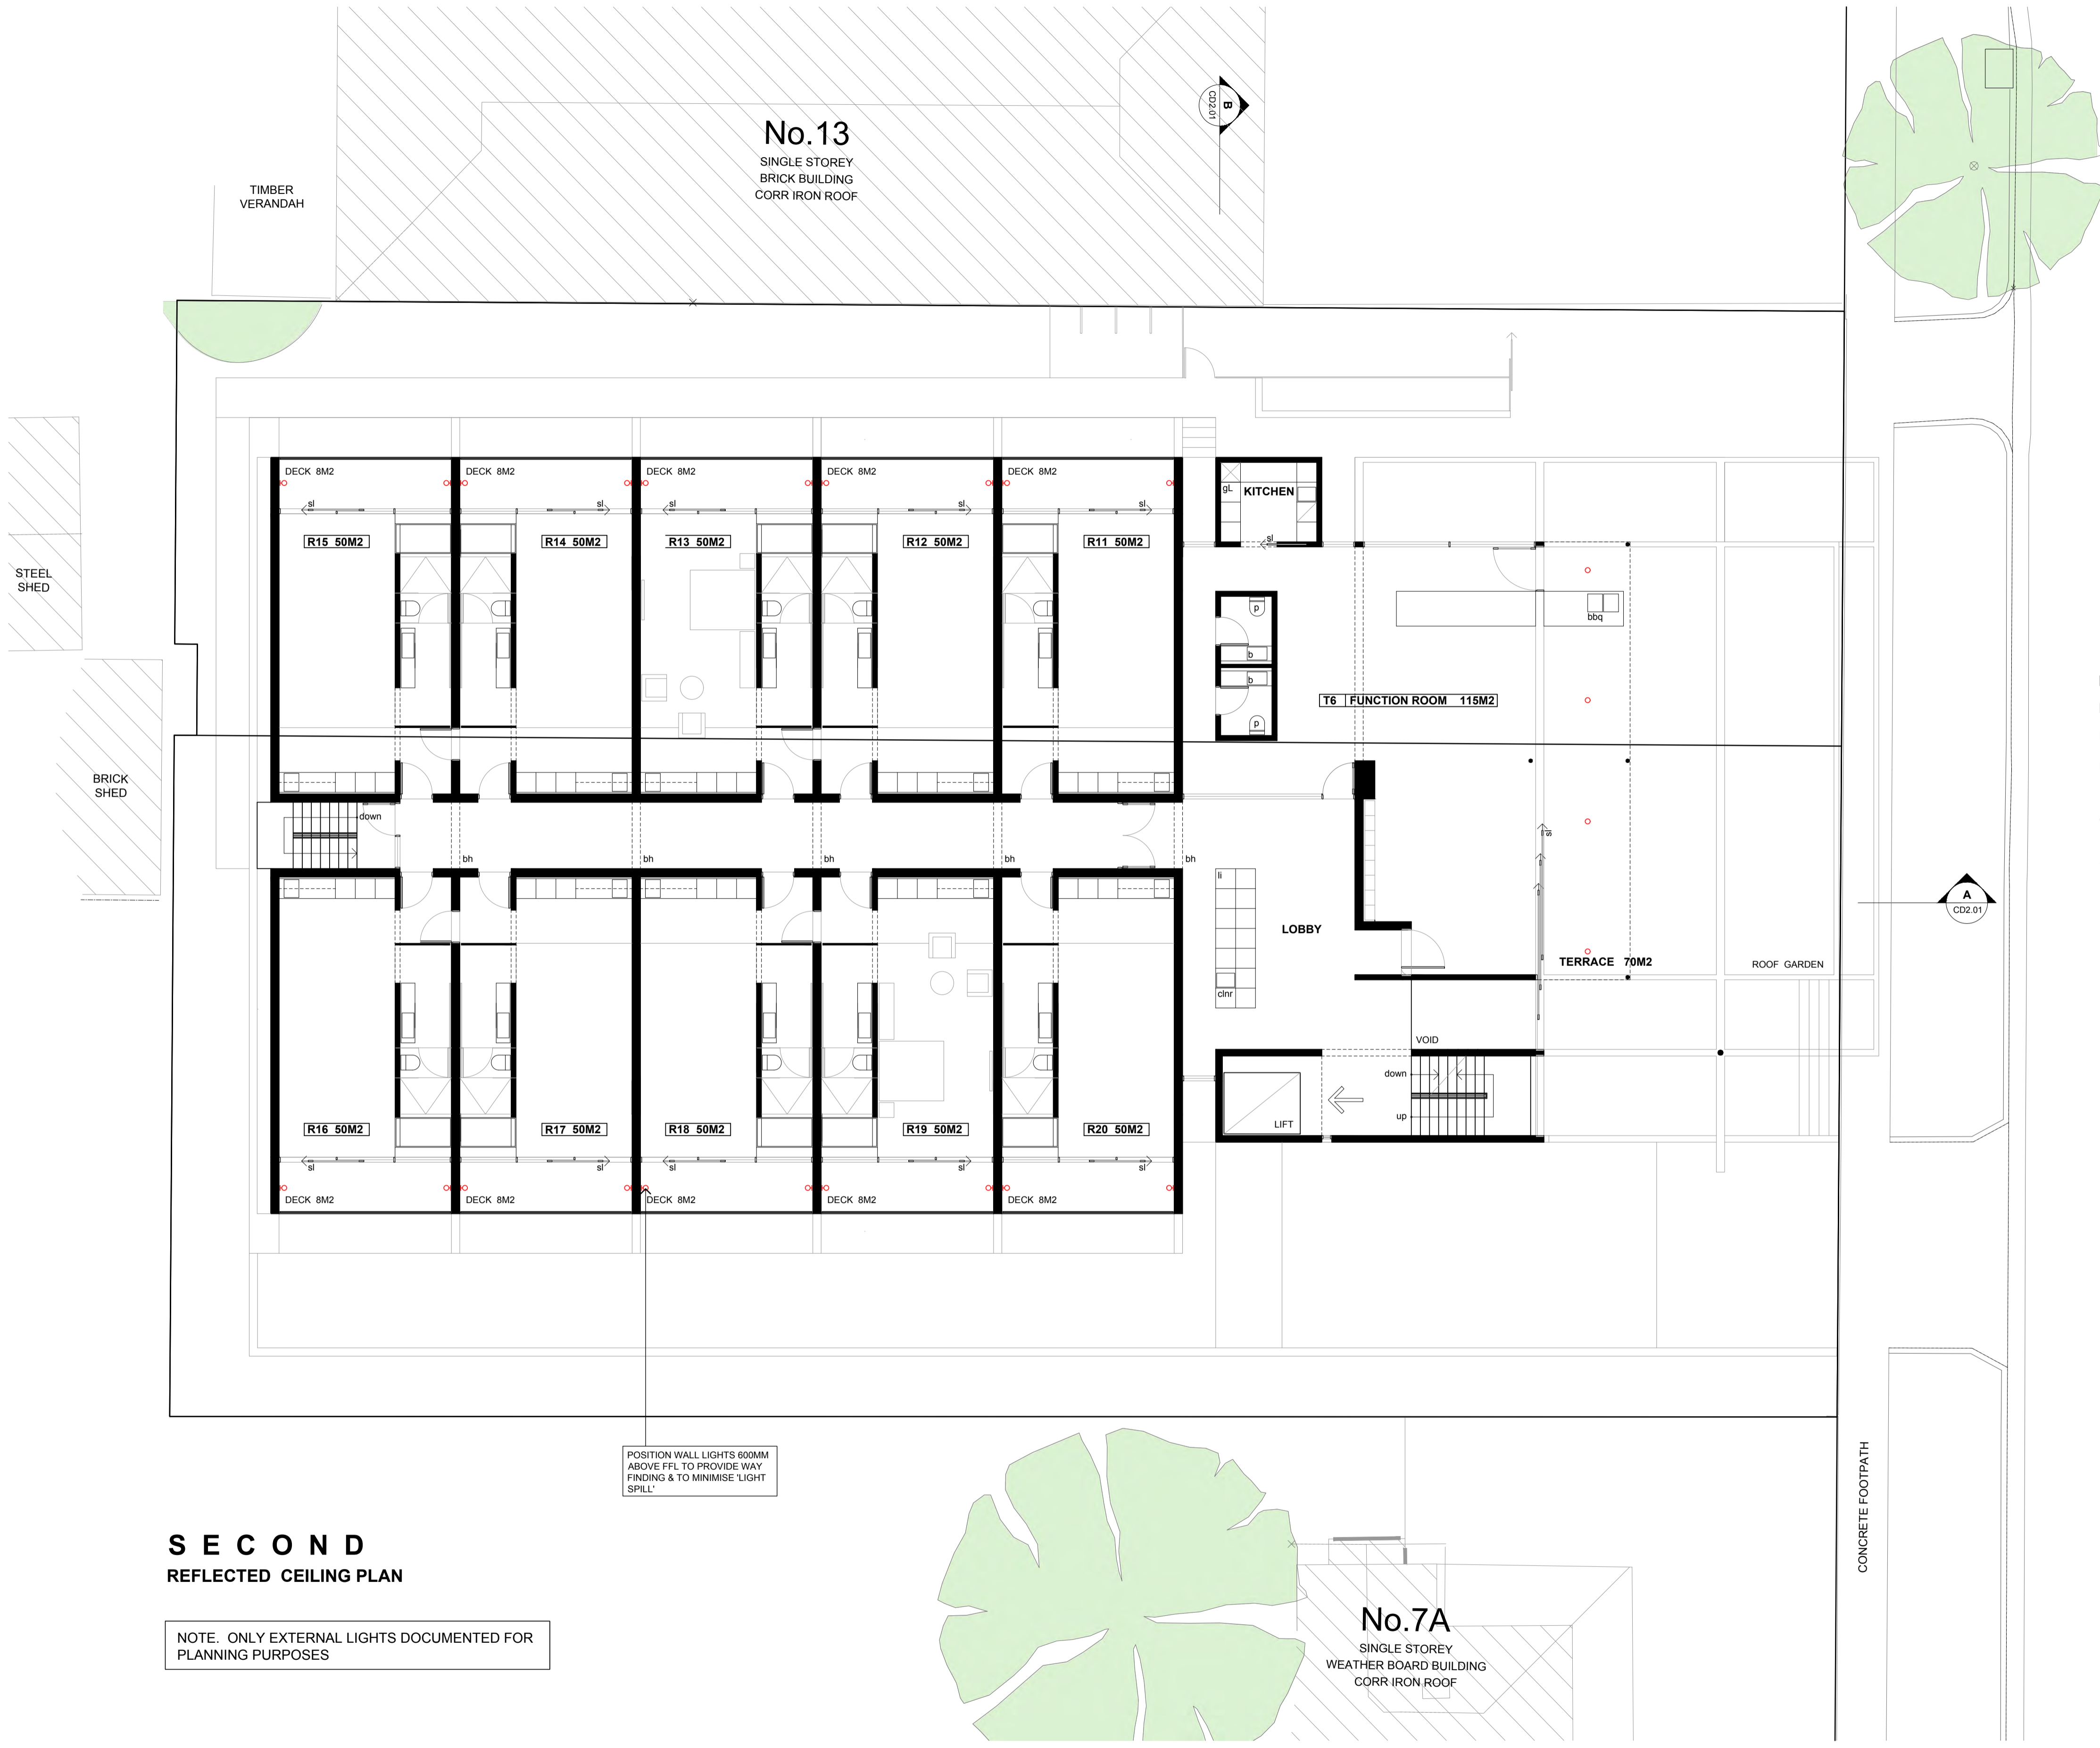 No.13
SINGLE STOREY
BRICK BUILDING
CORR IRON ROOF
B
CD2.01
TIMBER
VERANDAH
STEEL
SHED
BRICK
SHED
DECK 8M2
DECK 8M2
DECK 8M2
DECK 8M2
DECK 8M2
sl
sl
sl
sl
sl
R15 50M2
R14 50M2
R13 50M2
R12 50M2
R11 50M2
gL
KITCHEN
sl
p
b
b
p
bbq
T6 FUNCTION ROOM 115M2
down
bh
bh
bh
bh
bh
li
LOBBY
clnr
sl
TERRACE 70M2
ROOF GARDEN
A
CD2.01
VOID
down
up
LIFT
R16 50M2
R17 50M2
R18 50M2
R19 50M2
R20 50M2
sl
sl
sl
sl
sl
DECK 8M2
DECK 8M2
DECK 8M2
DECK 8M2
DECK 8M2
POSITION WALL LIGHTS 600MM
ABOVE FFL TO PROVIDE WAY
FINDING & TO MINIMISE 'LIGHT
SPILL'
CONCRETE FOOTPATH
SECOND
REFLECTED CEILING PLAN
NOTE. ONLY EXTERNAL LIGHTS DOCUMENTED FOR
PLANNING PURPOSES
No.7A
SINGLE STOREY
WEATHER BOARD BUILDING
CORR IRON ROOF